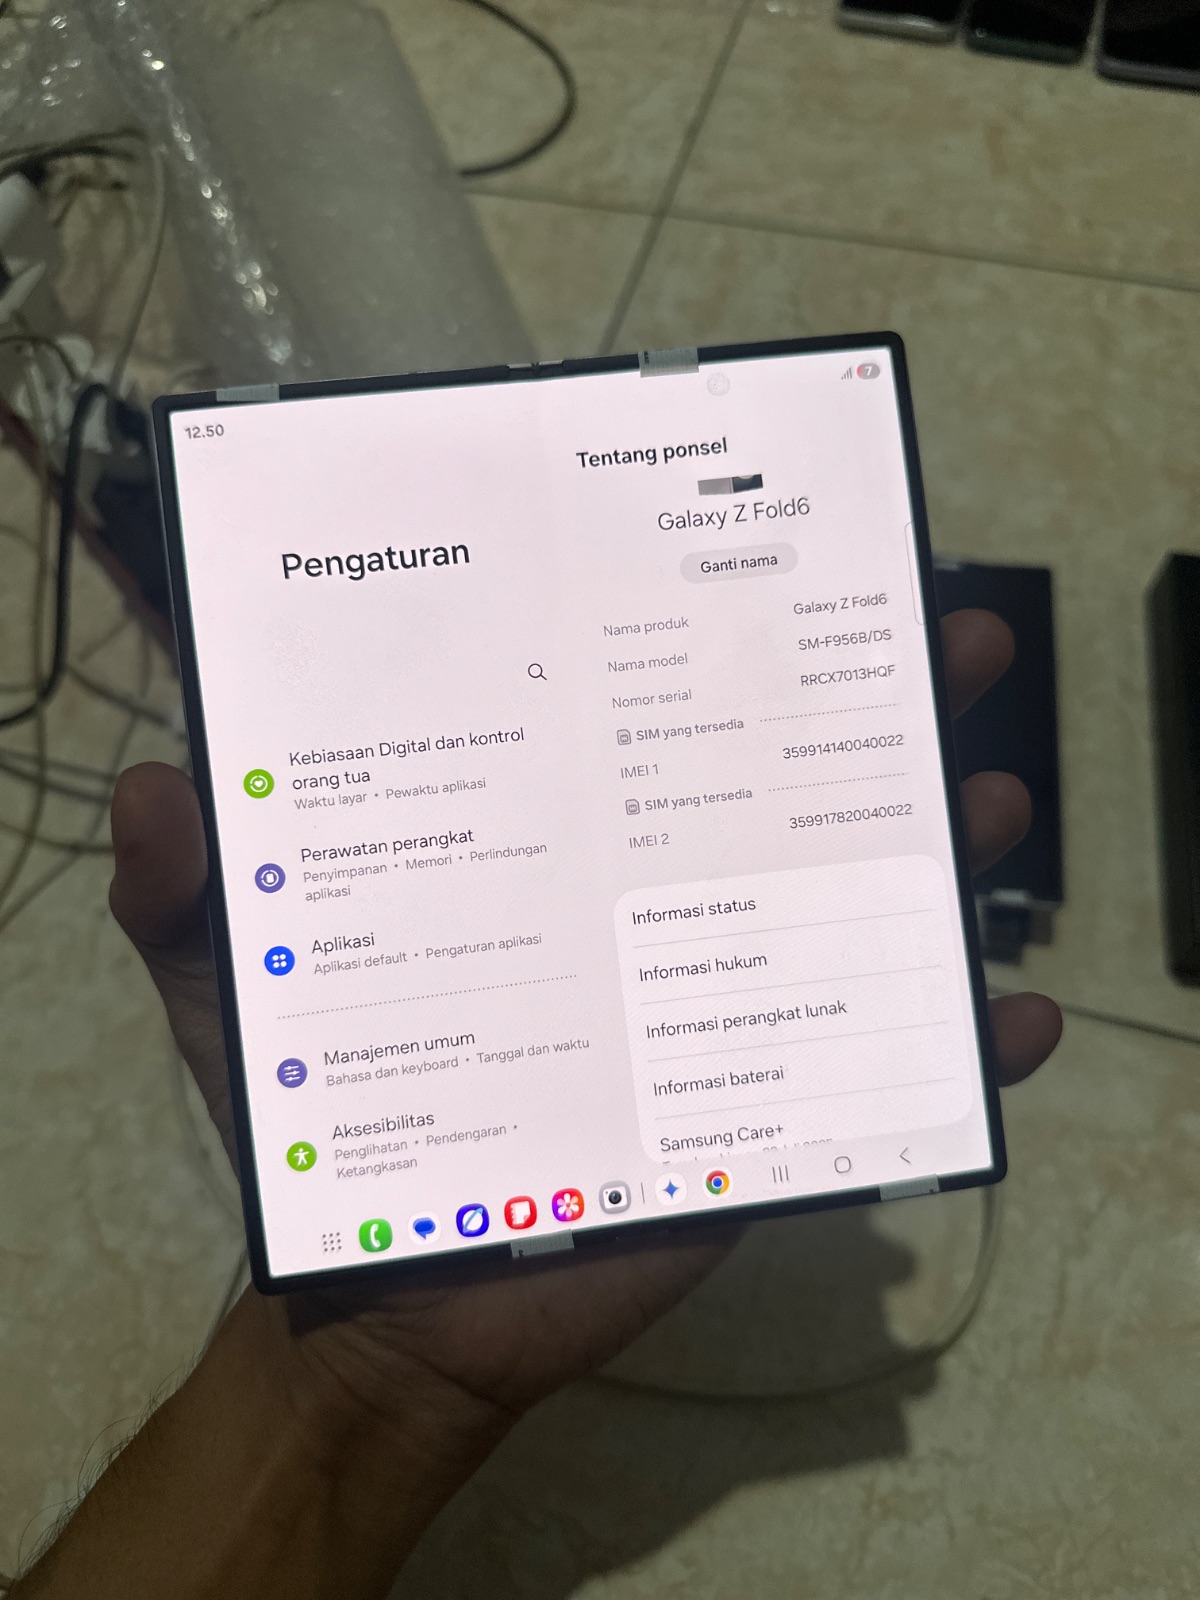 12.50
7
Pengaturan
Kebiasaan Digital dan kontrol
orang tua
Waktu layar • Pewaktu aplikasi
Perawatan perangkat
Penyimpanan • Memori • Perlindungan
aplikasi
Aplikasi
Aplikasi default • Pengaturan aplikasi
Manajemen umum
Bahasa dan keyboard • Tanggal dan waktu
Aksesibilitas
Penglihatan • Pendengaran •
Ketangkasan
Tentang ponsel
Galaxy Z Fold6
Ganti nama
Nama produk Galaxy Z Fold6
Nama model SM-F956B/DS
Nomor serial RRCX7013HQF
SIM yang tersedia
IMEI 1 359914140040022
SIM yang tersedia
IMEI 2 359917820040022
Informasi status
Informasi hukum
Informasi perangkat lunak
Informasi baterai
Samsung Care+